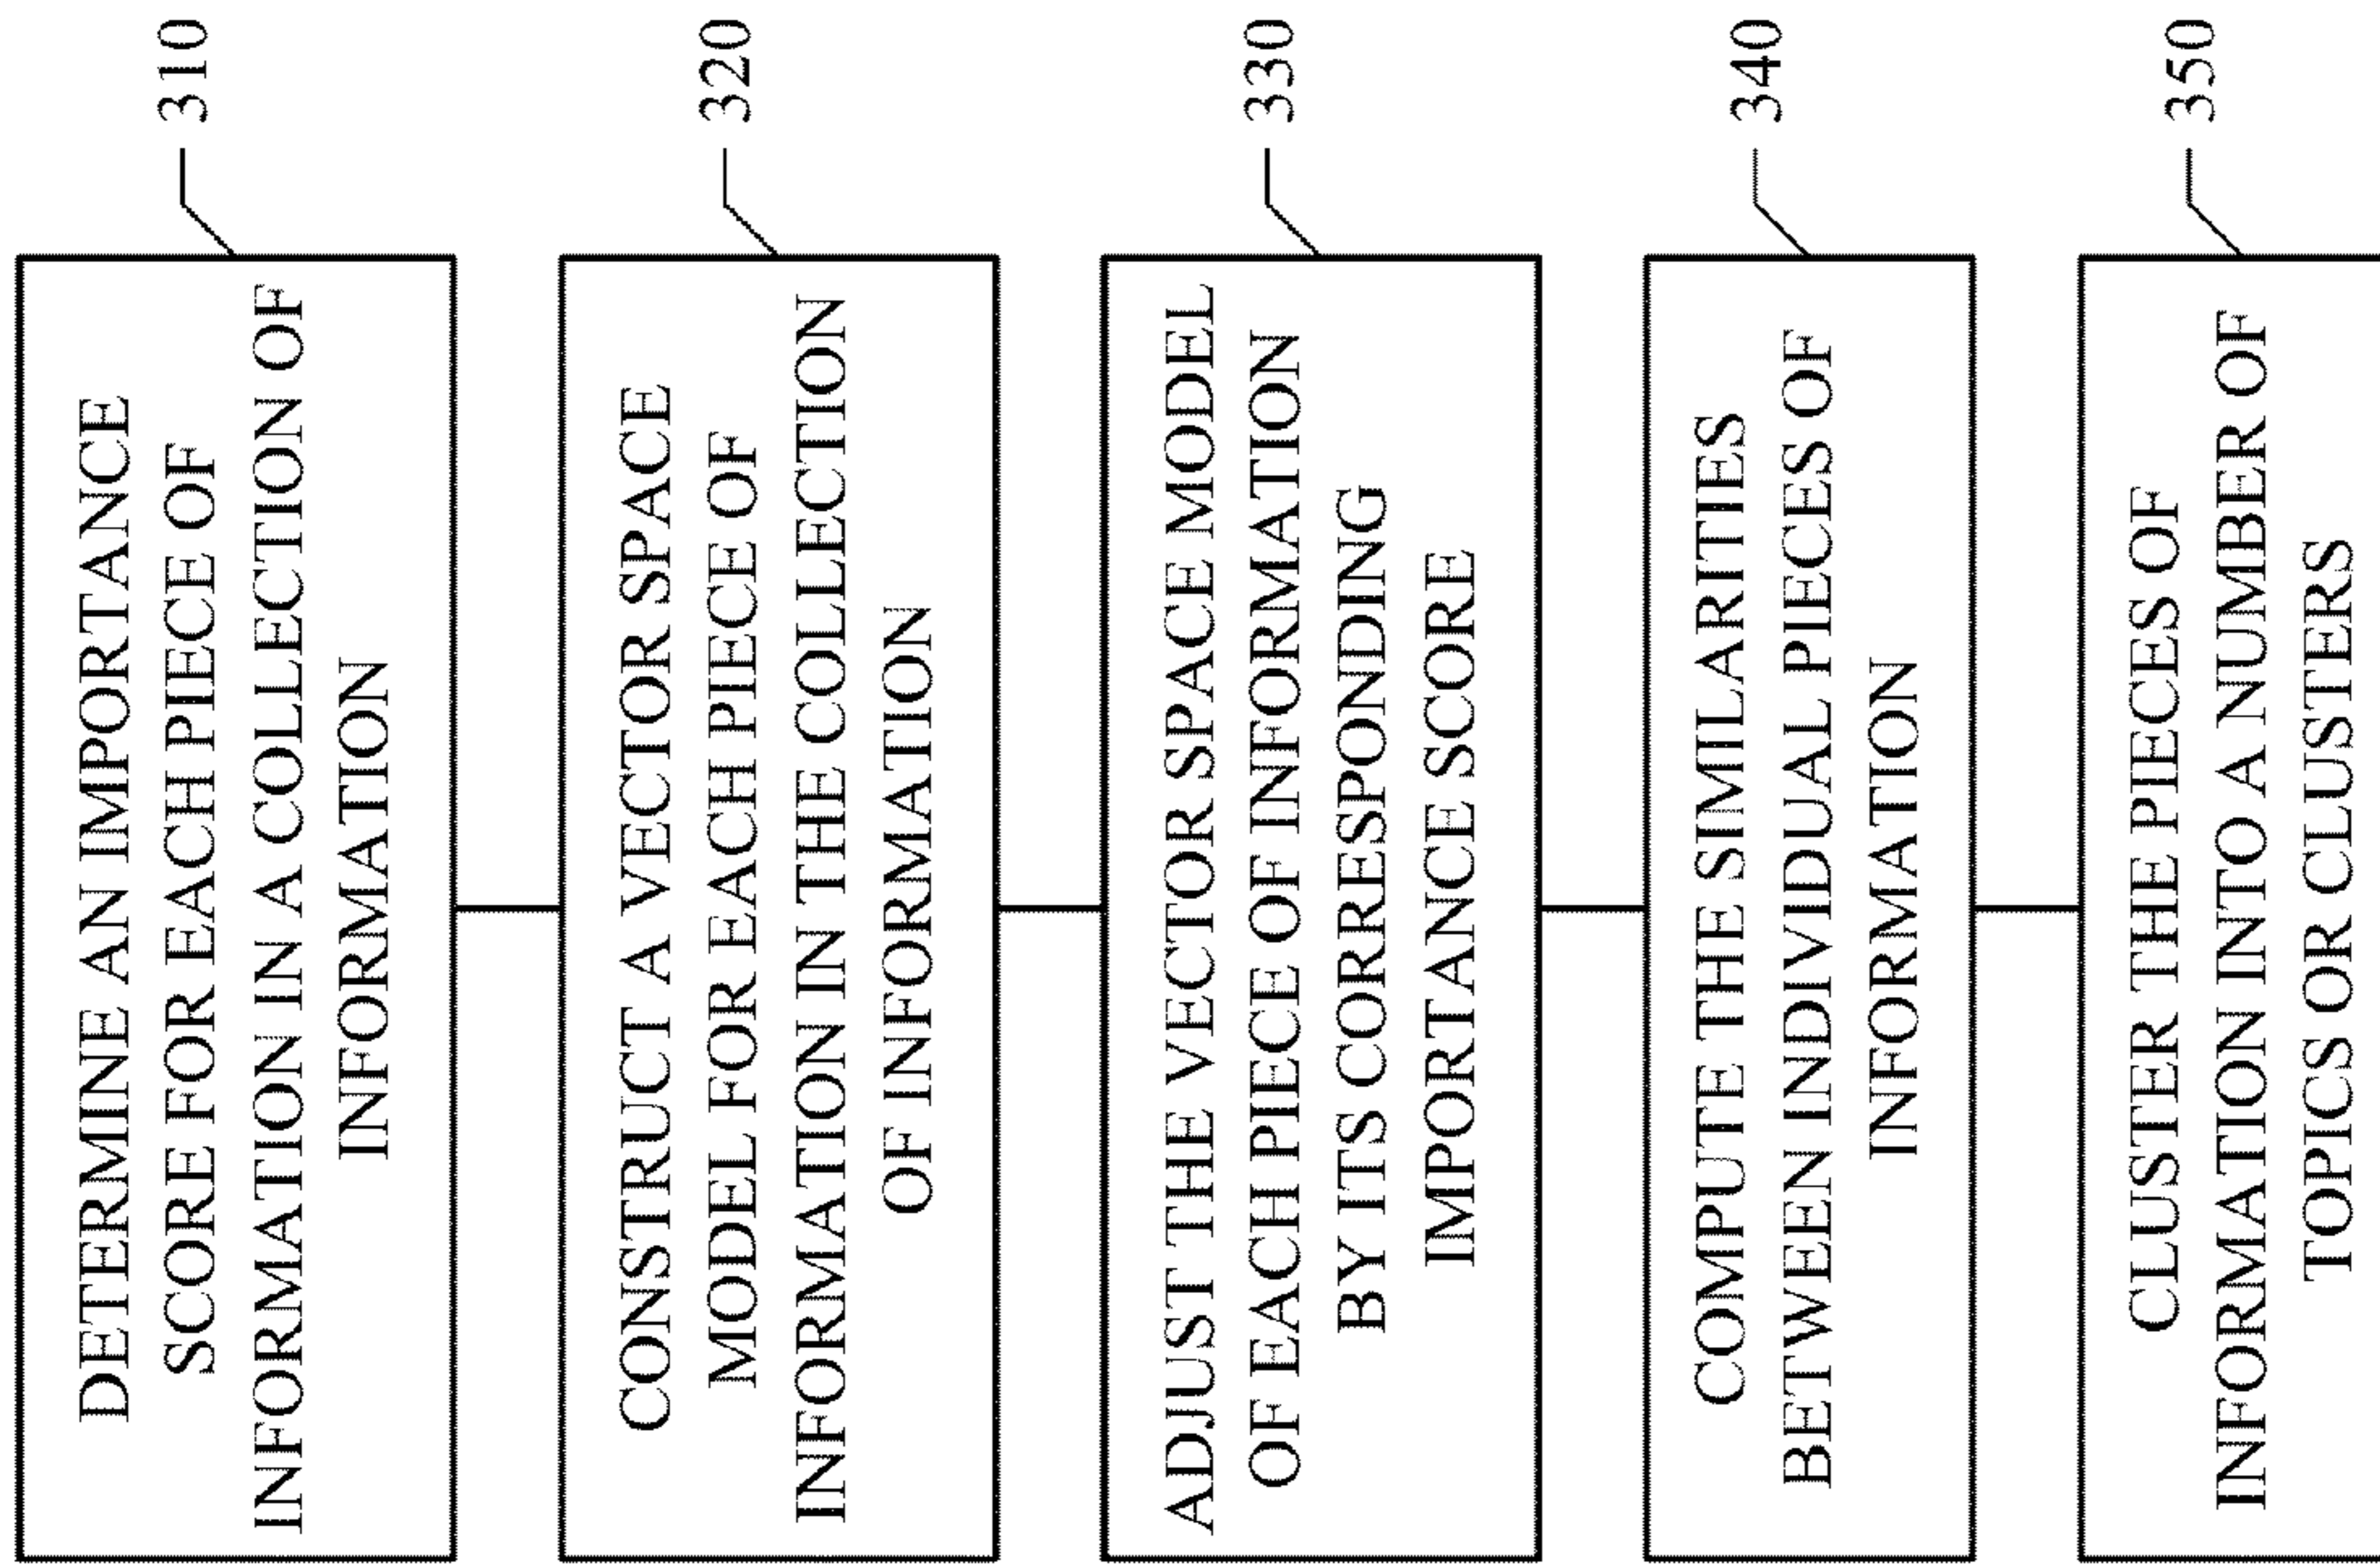 DETERMINE AN IMPORTANCE
SCORE FOR EACH PIECE OF
INFORMATION IN A COLLECTION OF
INFORMATION
310
CONSTRUCT A VECTOR SPACE
MODEL FOR EACH PIECE OF
INFORMATION IN THE COLLECTION
OF INFORMATION
320
ADJUST THE VECTOR SPACE MODEL
OF EACH PIECE OF INFORMATION
BY ITS CORRESPONDING
IMPORTANCE SCORE
330
COMPUTE THE SIMILARITIES
BETWEEN INDIVIDUAL PIECES OF
INFORMATION
340
CLUSTER THE PIECES OF
INFORMATION INTO A NUMBER OF
TOPICS OR CLUSTERS
350